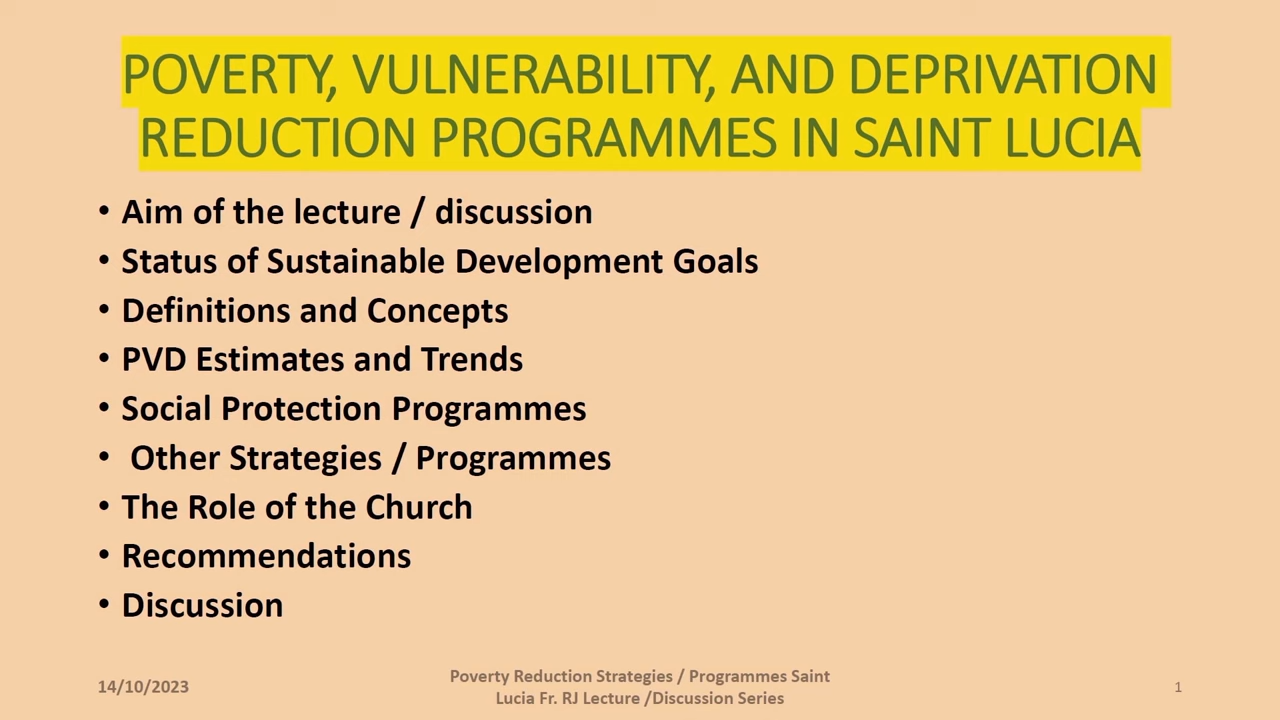 POVERTY, VULNERABILITY, AND DEPRIVATION
REDUCTION PROGRAMMES IN SAINT LUCIA
• Aim of the lecture / discussion
• Status of Sustainable Development Goals
• Definitions and Concepts
• PVD Estimates and Trends
• Social Protection Programmes
• Other Strategies / Programmes
• The Role of the Church
• Recommendations
• Discussion
14/10/2023
Poverty Reduction Strategies / Programmes Saint
Lucia Fr. RJ Lecture /Discussion Series
1